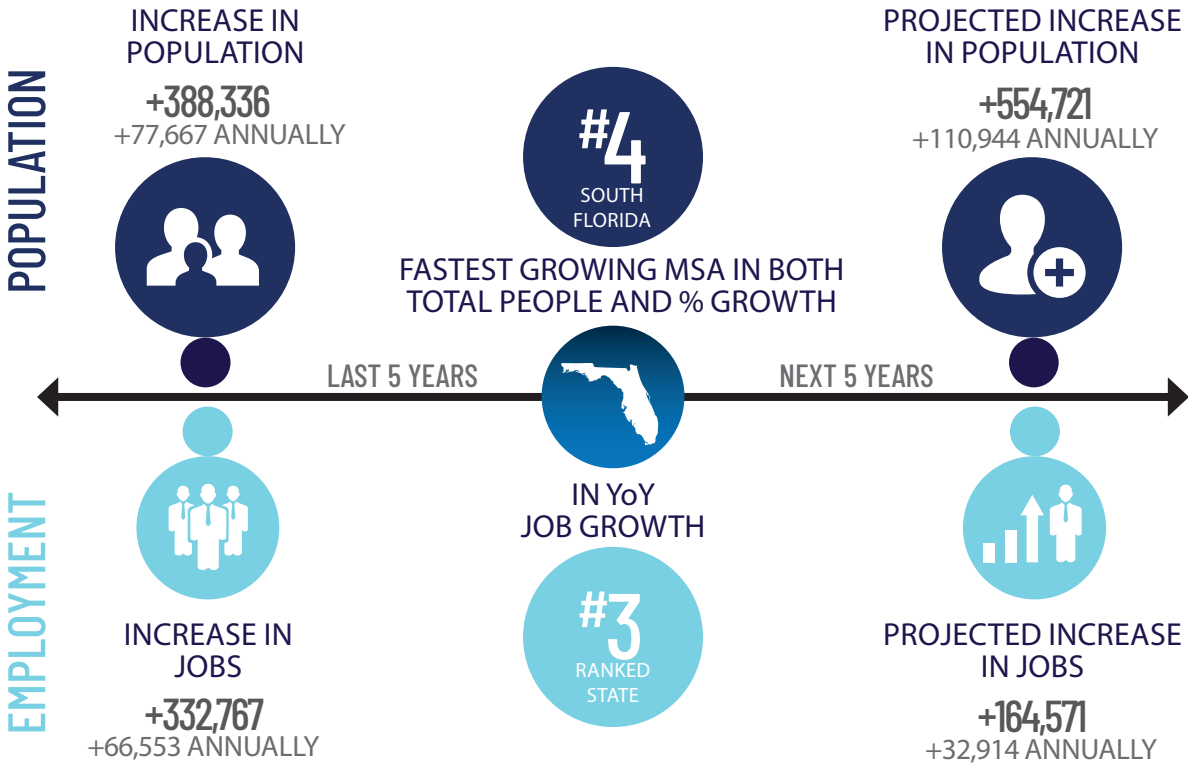 POPULATION
INCREASE IN
POPULATION
+388,336
+77,667 ANNUALLY
#4
SOUTH
FLORIDA
FASTEST GROWING MSA IN BOTH
TOTAL PEOPLE AND % GROWTH
PROJECTED INCREASE
IN POPULATION
+554,721
+110,944 ANNUALLY
LAST 5 YEARS
NEXT 5 YEARS
EMPLOYMENT
INCREASE IN
JOBS
+332,767
+66,553 ANNUALLY
IN YoY
JOB GROWTH
#3
RANKED
STATE
PROJECTED INCREASE
IN JOBS
+164,571
+32,914 ANNUALLY